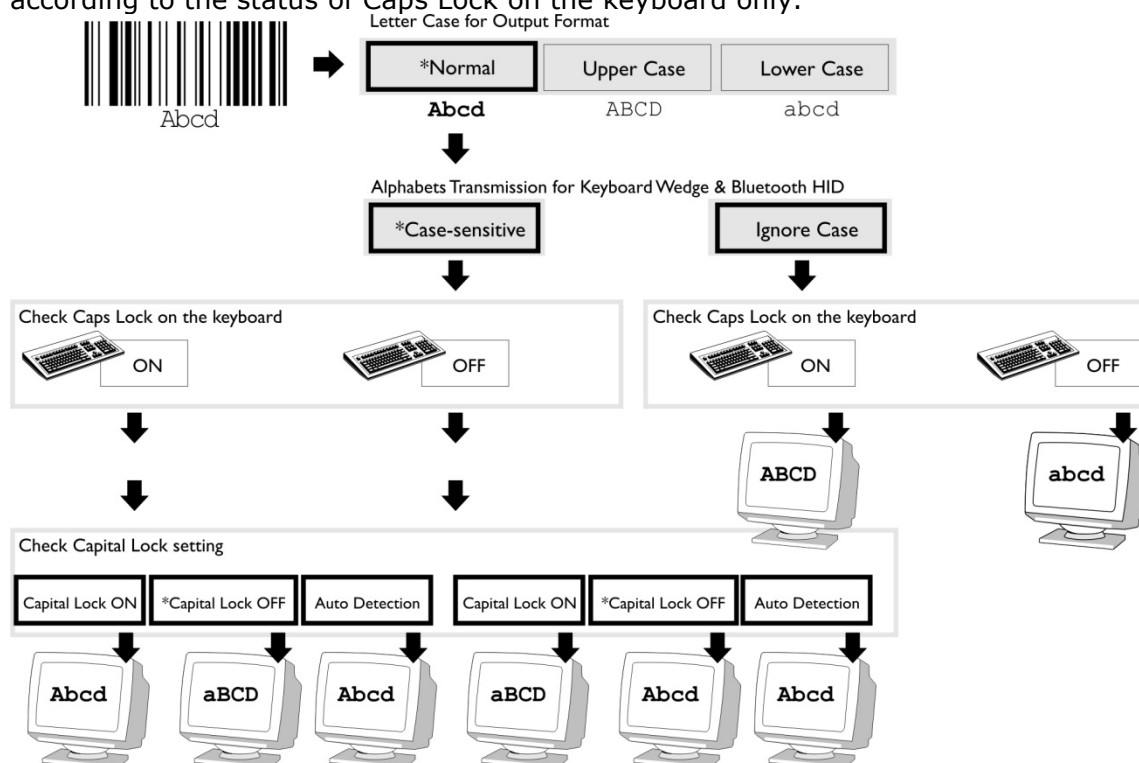 according to the status of Caps Lock on the keyboard only.
Letter Case for Output Format
*Normal Upper Case Lower Case
Abcd Abcd ABCD abcd
Alphabets Transmission for Keyboard Wedge & Bluetooth HID
*Case-sensitive Ignore Case
Check Caps Lock on the keyboard Check Caps Lock on the keyboard
ON OFF ON OFF
ABCD abcd
Check Capital Lock setting
Capital Lock ON *Capital Lock OFF Auto Detection Capital Lock ON *Capital Lock OFF Auto Detection
Abcd aBCD Abcd aBCD Abcd Abcd